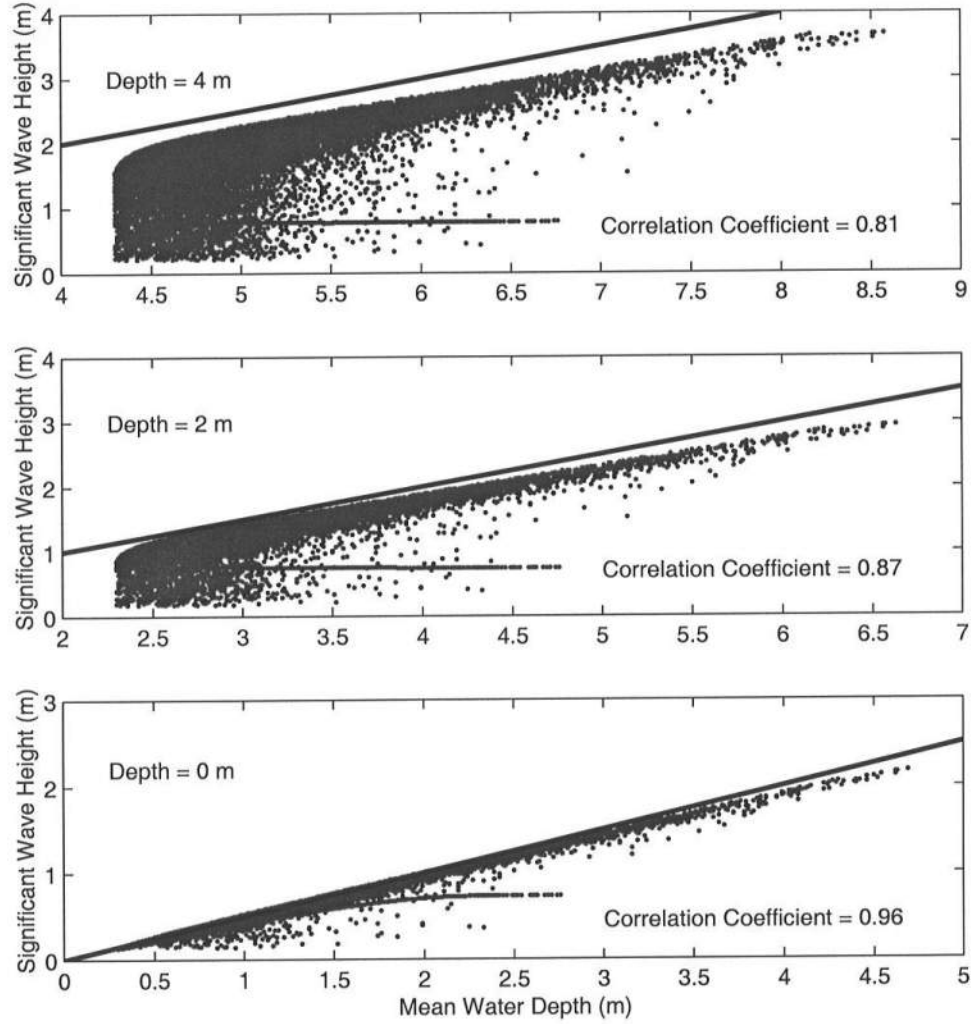 4
3
2
1
0
Significant Wave Height (m)
Depth = 4 m
Correlation Coefficient = 0.81
4 4.5 5 5.5 6 6.5 7 7.5 8 8.5 9
4
3
2
1
0
Significant Wave Height (m)
Depth = 2 m
Correlation Coefficient = 0.87
2 2.5 3 3.5 4 4.5 5 5.5 6 6.5 7
3
2
1
0
Significant Wave Height (m)
Depth = 0 m
Correlation Coefficient = 0.96
0 0.5 1 1.5 2 2.5 3 3.5 4 4.5 5
Mean Water Depth (m)